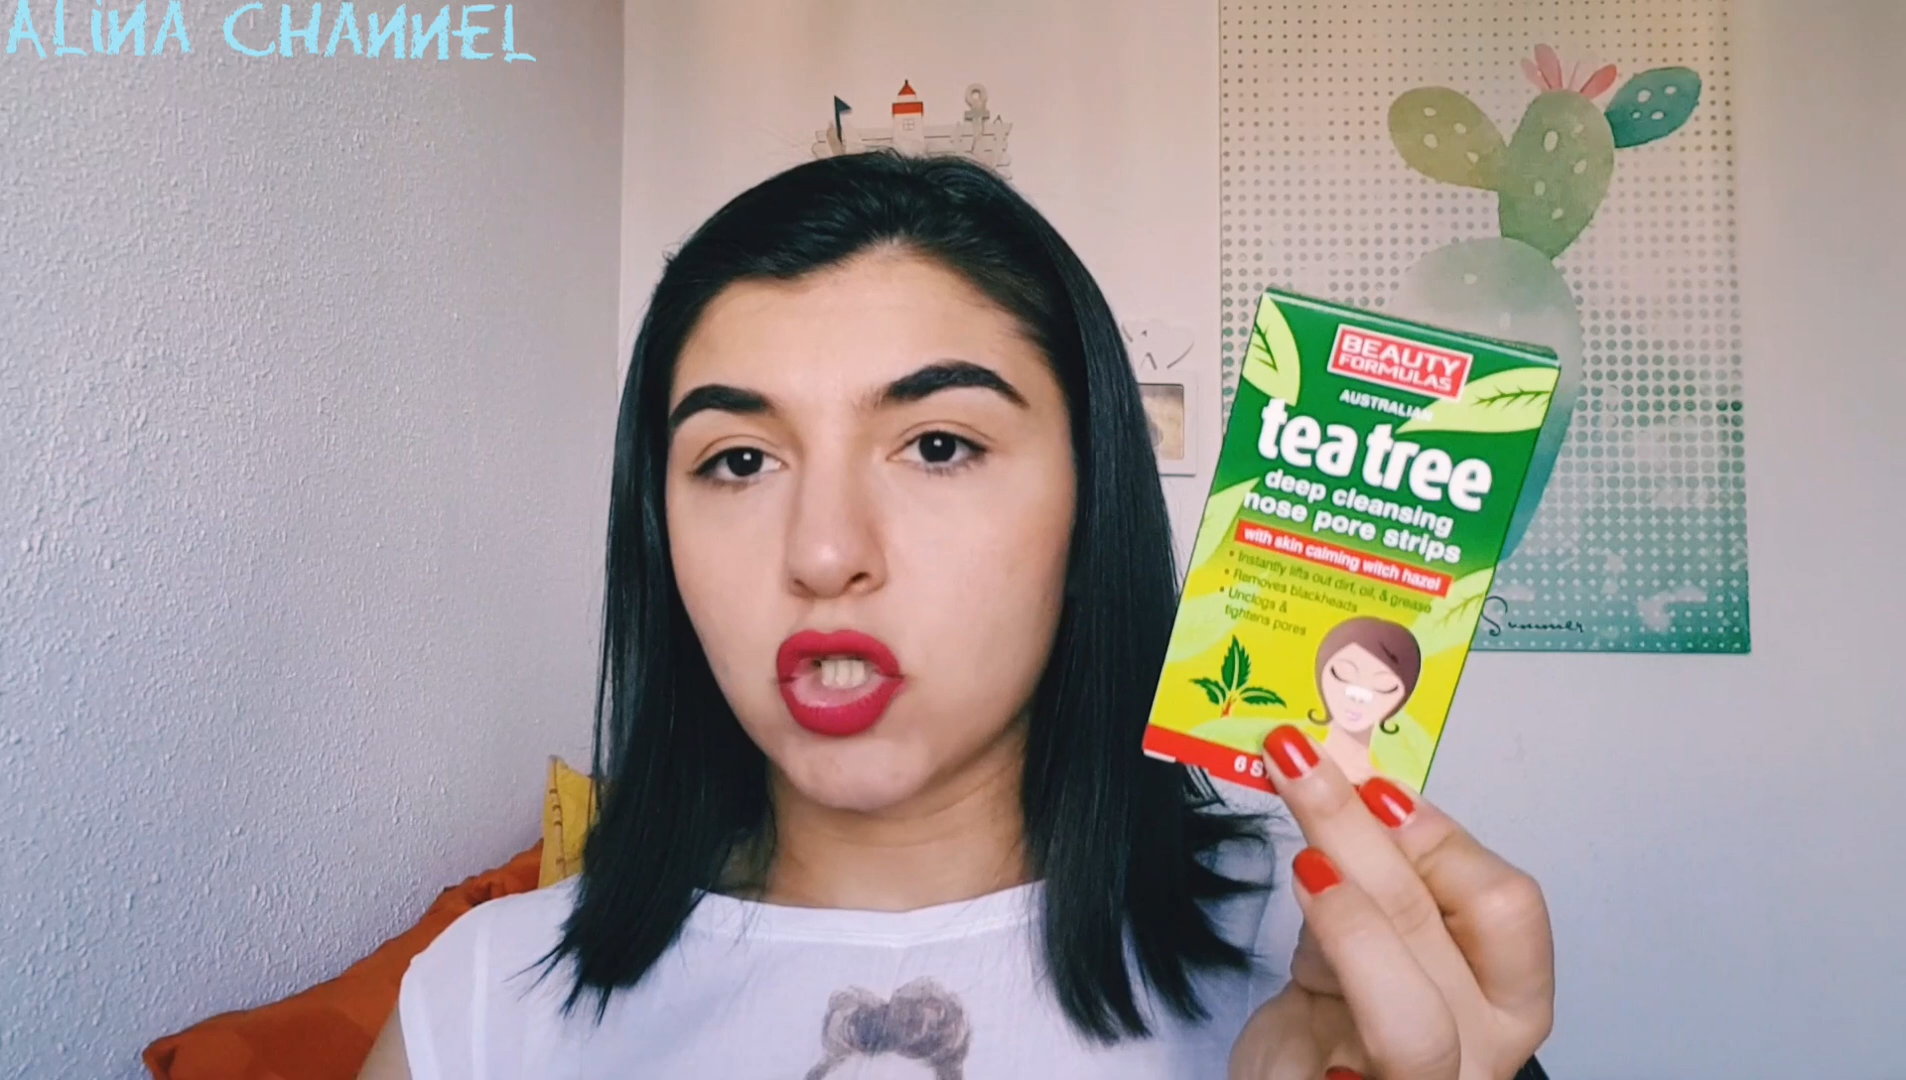 ALiNA CHANNEL
BEAUTY
FORMULAS
AUSTRALIAN
tea tree
deep cleansing
nose pore strips
with skin calming witch hazel
• Instantly lifts out dirt, oil, & grease
• Removes blackheads
• Unclogs &
tightens pores
6
Summer